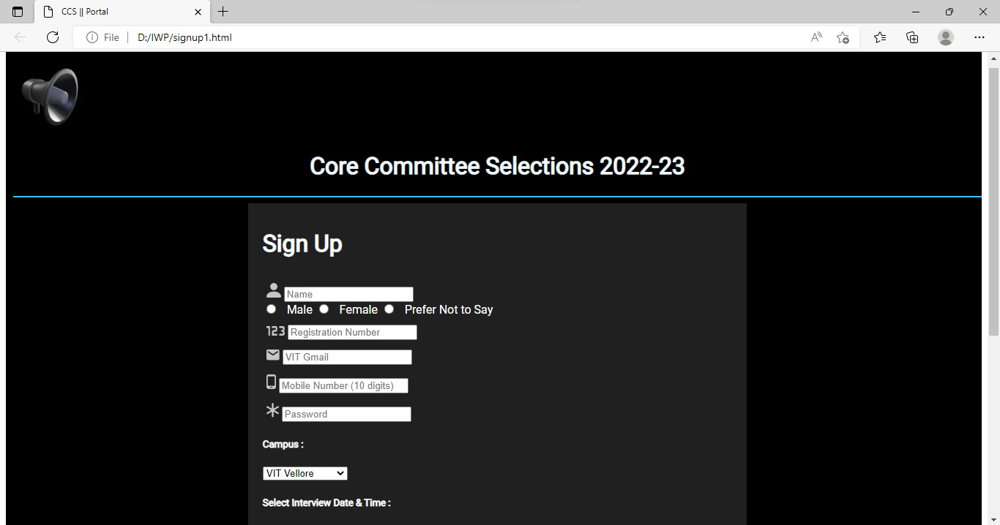 CCS || Portal
File D:/IWP/signup1.html
Core Committee Selections 2022-23
Sign Up
Name
Male Female Prefer Not to Say
123 Registration Number
VIT Gmail
Mobile Number (10 digits)
Password
Campus :
VIT Vellore
Select Interview Date & Time :